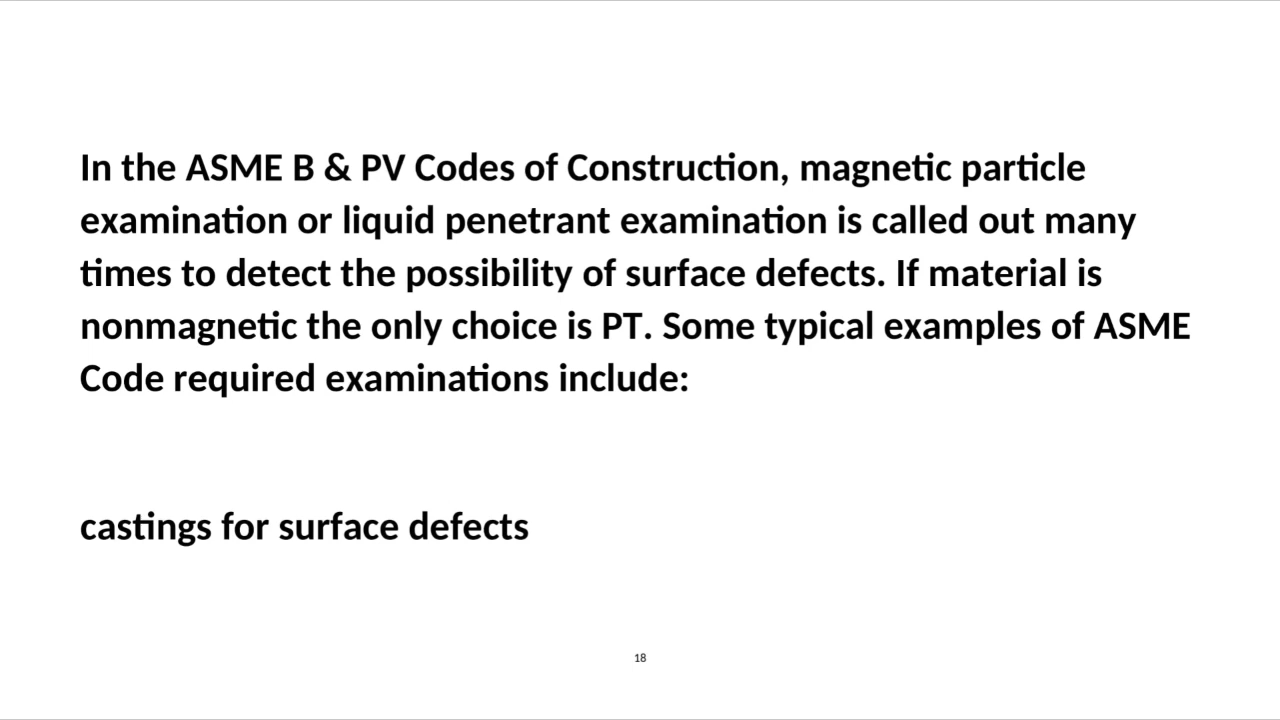 In the ASME B & PV Codes of Construction, magnetic particle
examination or liquid penetrant examination is called out many
times to detect the possibility of surface defects. If material is
nonmagnetic the only choice is PT. Some typical examples of ASME
Code required examinations include:
castings for surface defects
18